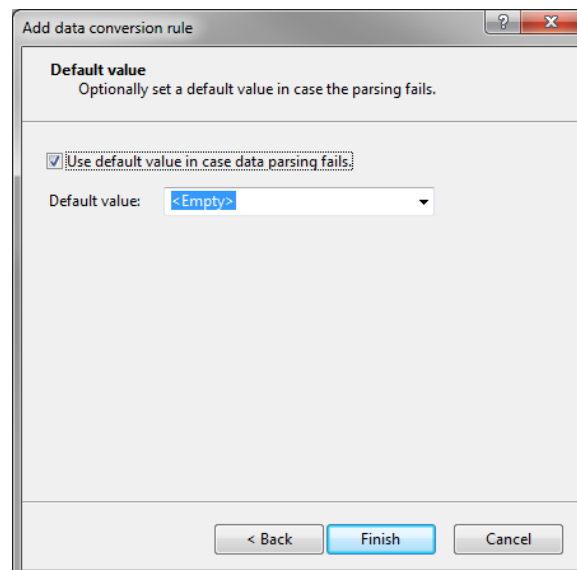 Add data conversion rule
?
Default value
Optionally set a default value in case the parsing fails.
Use default value in case data parsing fails.
Default value: <Empty>
< Back Finish Cancel